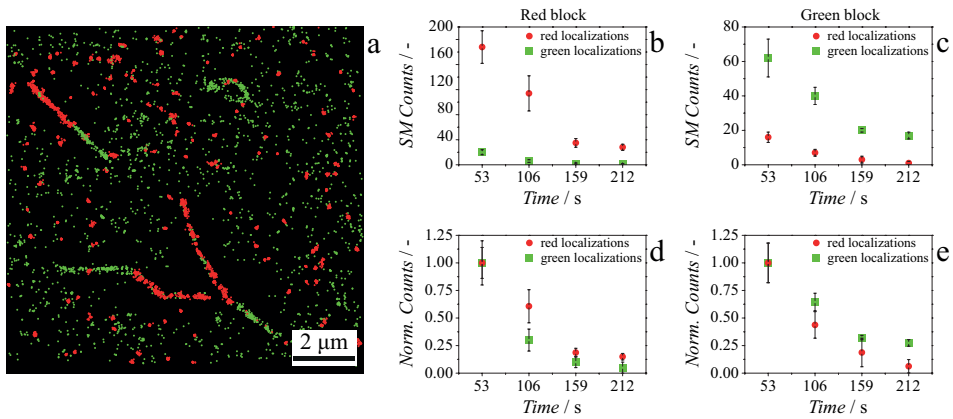 a
2 μm
Red block
b
red localizations
green localizations
SM Counts / -
200
160
120
80
40
0
53 106 159 212
Time / s
Green block
c
red localizations
green localizations
SM Counts / -
80
60
40
20
0
53 106 159 212
Time / s
d
red localizations
green localizations
Norm. Counts / -
1.25
1.00
0.75
0.50
0.25
0.00
53 106 159 212
Time / s
e
red localizations
green localizations
Norm. Counts / -
1.25
1.00
0.75
0.50
0.25
0.00
53 106 159 212
Time / s